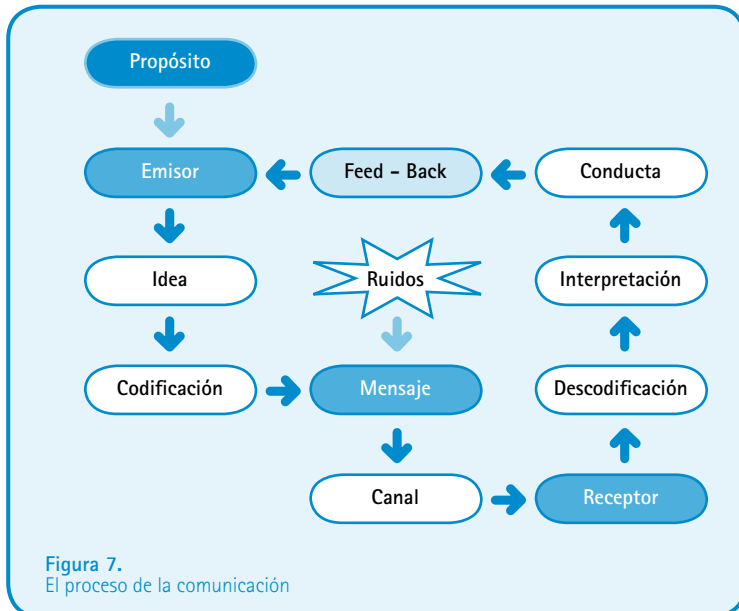 Propósito
Emisor
Feed - Back
Conducta
Idea
Ruidos
Interpretación
Codificación
Mensaje
Descodificación
Canal
Receptor
Figura 7.
El proceso de la comunicación